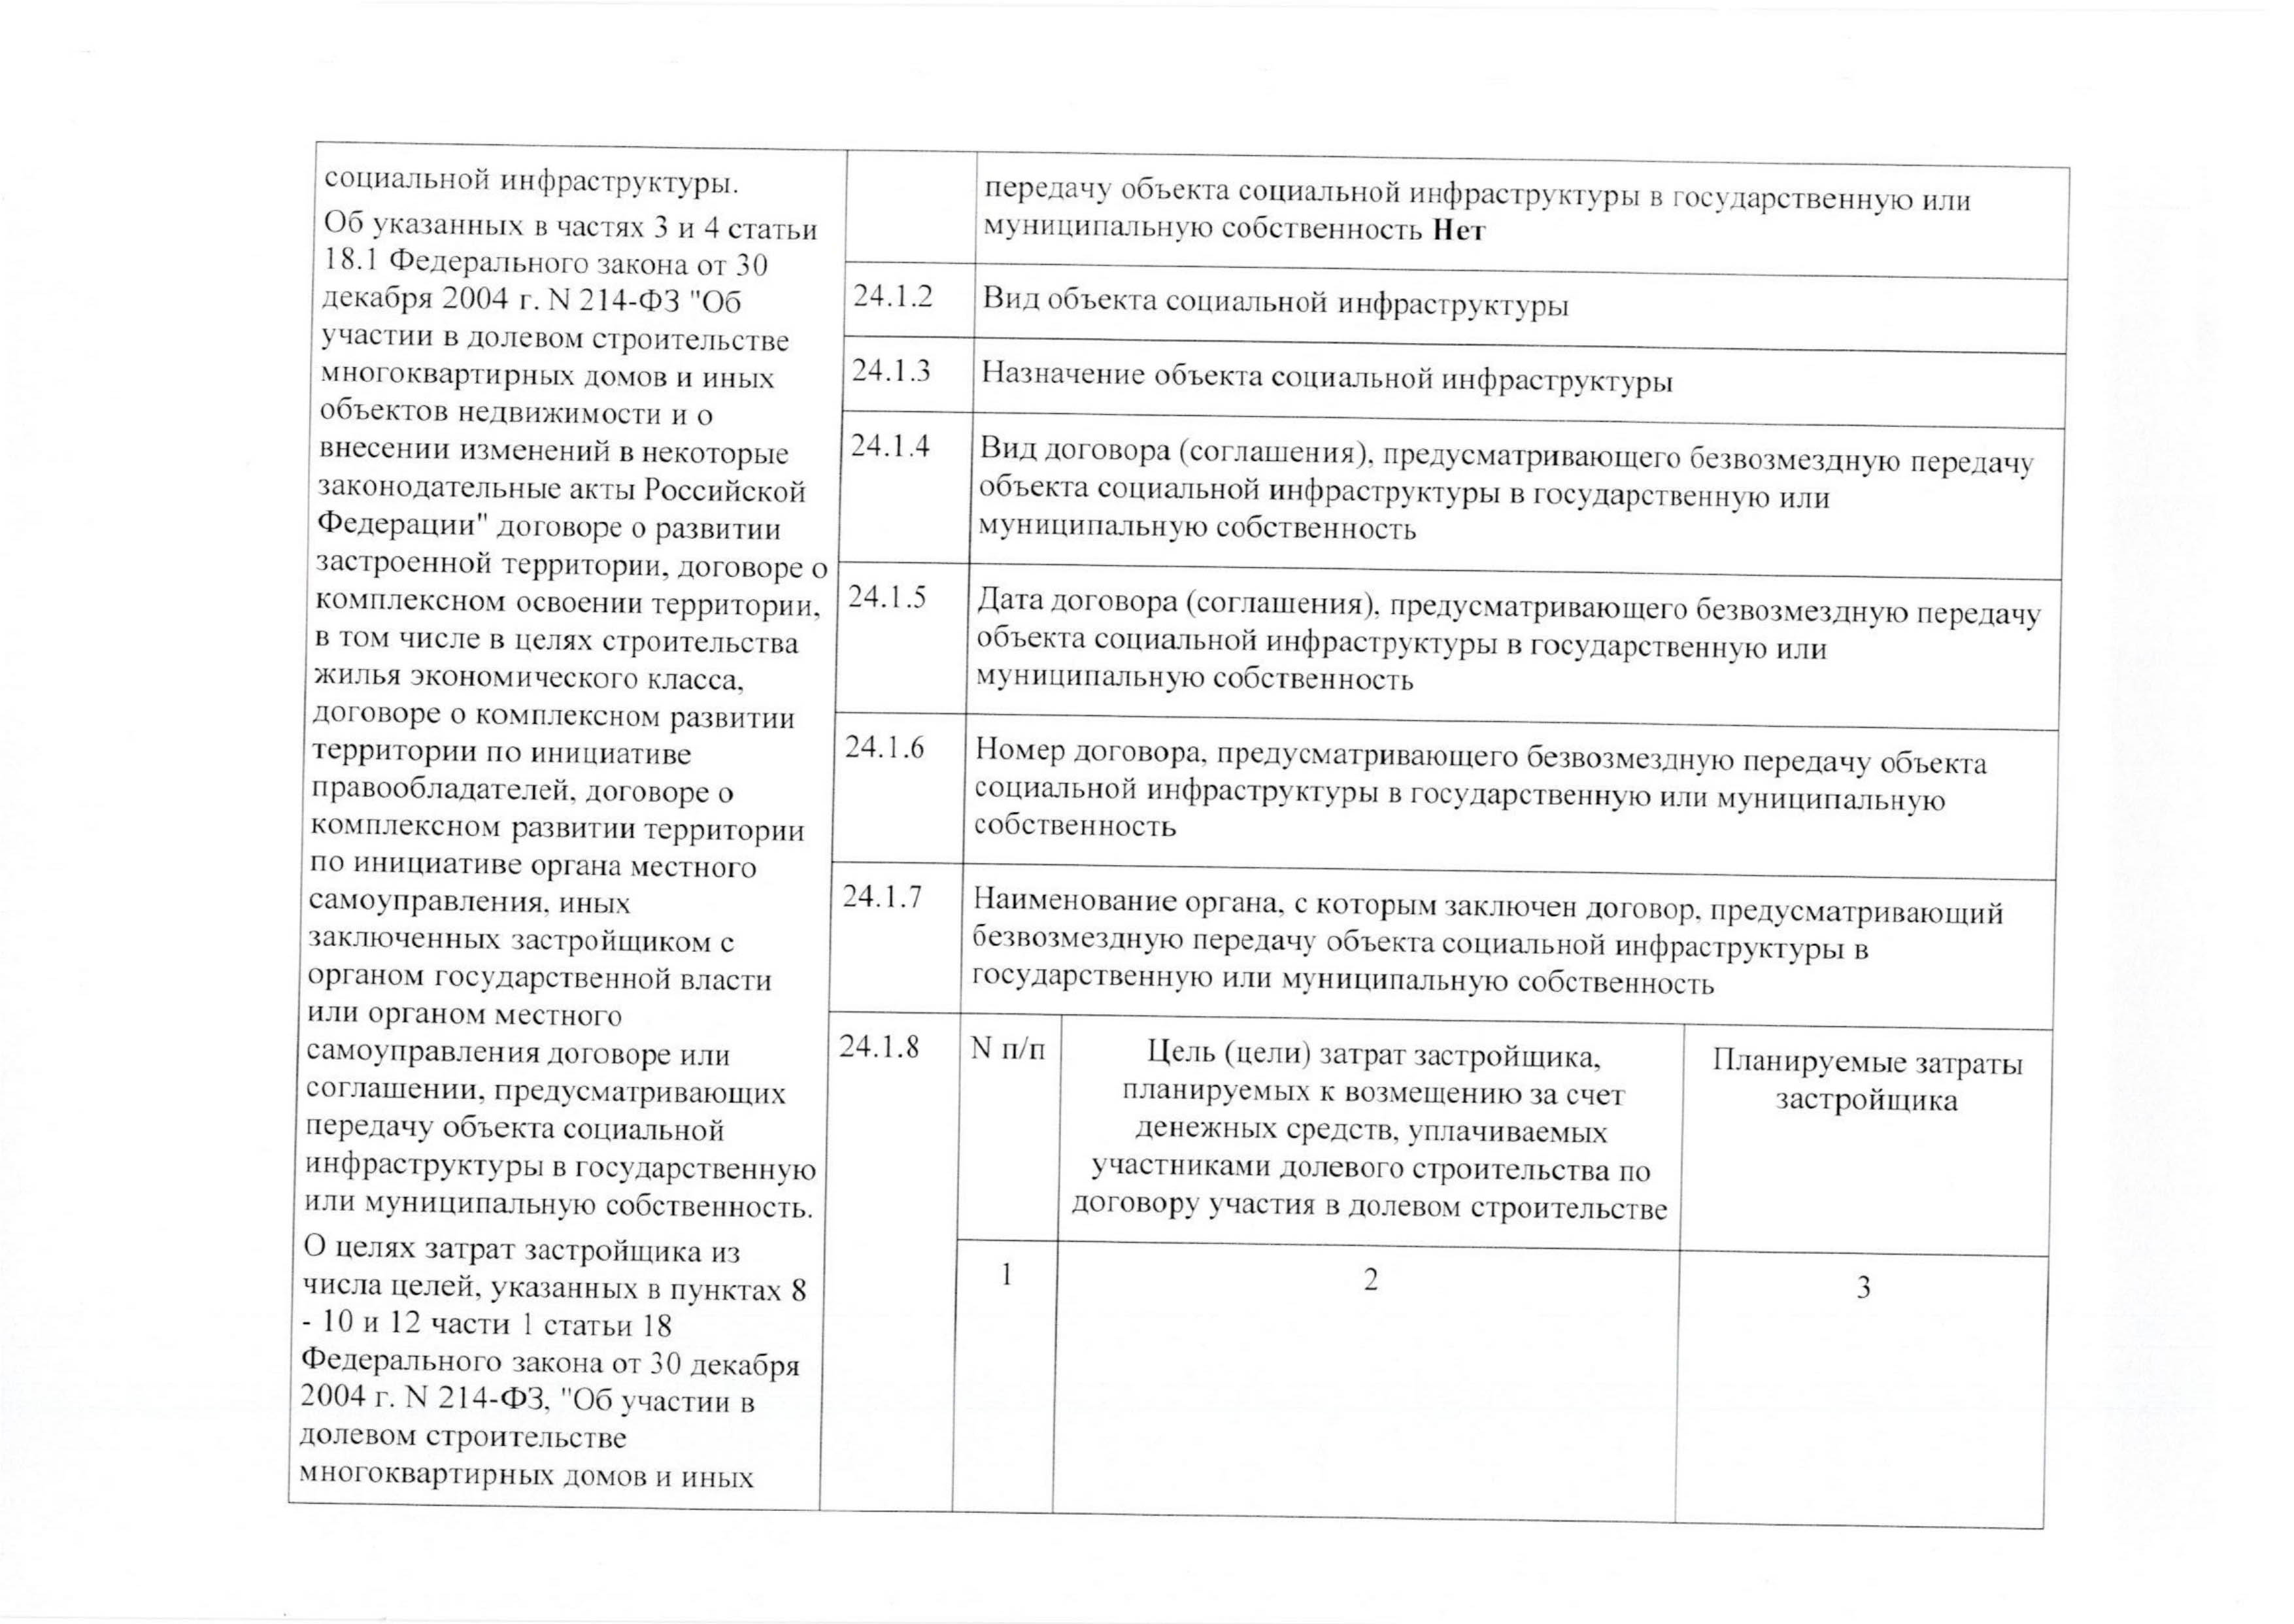 социальной инфраструктуры.
Об указанных в частях 3 и 4 статьи
18.1 Федерального закона от 30
декабря 2004 г. N 214-ФЗ "Об
участии в долевом строительстве
многоквартирных домов и иных
объектов недвижимости и о
внесении изменений в некоторые
законодательные акты Российской
Федерации" договоре о развитии
застроенной территории, договоре о
комплексном освоении территории,
в том числе в целях строительства
жилья экономического класса,
договоре о комплексном развитии
территории по инициативе
правообладателей, договоре о
комплексном развитии территории
по инициативе органа местного
самоуправления, иных
заключенных застройщиком с
органом государственной власти
или органом местного
самоуправления договоре или
соглашении, предусматривающих
передачу объекта социальной
инфраструктуры в государственную
или муниципальную собственность.
О целях затрат застройщика из
числа целей, указанных в пунктах 8
- 10 и 12 части 1 статьи 18
Федерального закона от 30 декабря
2004 г. N 214-ФЗ, "Об участии в
долевом строительстве
многоквартирных домов и иных
передачу объекта социальной инфраструктуры в государственную или
муниципальную собственность Нет
24.1.2
Вид объекта социальной инфраструктуры
24.1.3
Назначение объекта социальной инфраструктуры
24.1.4
Вид договора (соглашения), предусматривающего безвозмездную передачу
объекта социальной инфраструктуры в государственную или
муниципальную собственность
24.1.5
Дата договора (соглашения), предусматривающего безвозмездную передачу
объекта социальной инфраструктуры в государственную или
муниципальную собственность
24.1.6
Номер договора, предусматривающего безвозмездную передачу объекта
социальной инфраструктуры в государственную или муниципальную
собственность
24.1.7
Наименование органа, с которым заключен договор, предусматривающий
безвозмездную передачу объекта социальной инфраструктуры в
государственную или муниципальную собственность
24.1.8
N п/п
Цель (цели) затрат застройщика,
планируемых к возмещению за счет
денежных средств, уплачиваемых
участниками долевого строительства по
договору участия в долевом строительстве
Планируемые затраты
застройщика
1
2
3